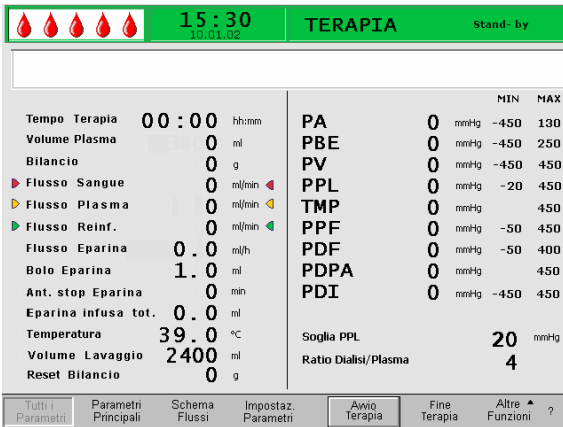 15:30 TERAPIA Stand- by
10.01.02
MIN MAX
Tempo Terapia 00:00 hh:mm
Volume Plasma 0 ml
Bilancio 0 g
Flusso Sangue 0 ml/min
Flusso Plasma 0 ml/min
Flusso Reinf. 0 ml/min
Flusso Eparina 0.0 ml/h
Bolo Eparina 1.0 ml
Ant. stop Eparina 0 min
Eparina infusa tot. 0.0 ml
Temperatura 39.0 °C
Volume Lavaggio 2400 ml
Reset Bilancio 0 g
PA 0 mmHg -450 130
PBE 0 mmHg -450 250
PV 0 mmHg -450 450
PPL 0 mmHg -20 450
TMP 0 mmHg 450
PPF 0 mmHg -50 450
PDF 0 mmHg -50 400
PDPA 0 mmHg 450
PDI 0 mmHg -450 450
Soglia PPL 20 mmHg
Ratio Dialisi/Plasma 4
Tutti i Parametri
Parametri Principali
Schema Flussi
Impostaz. Parametri
Avvio Terapia
Fine Terapia
Altre Funzioni
?